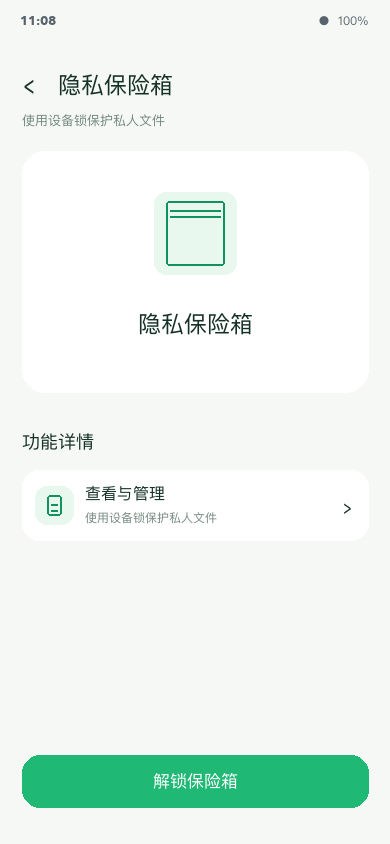 11:08
100%
< 隐私保险箱
使用设备锁保护私人文件
隐私保险箱
功能详情
查看与管理
使用设备锁保护私人文件
>
解锁保险箱